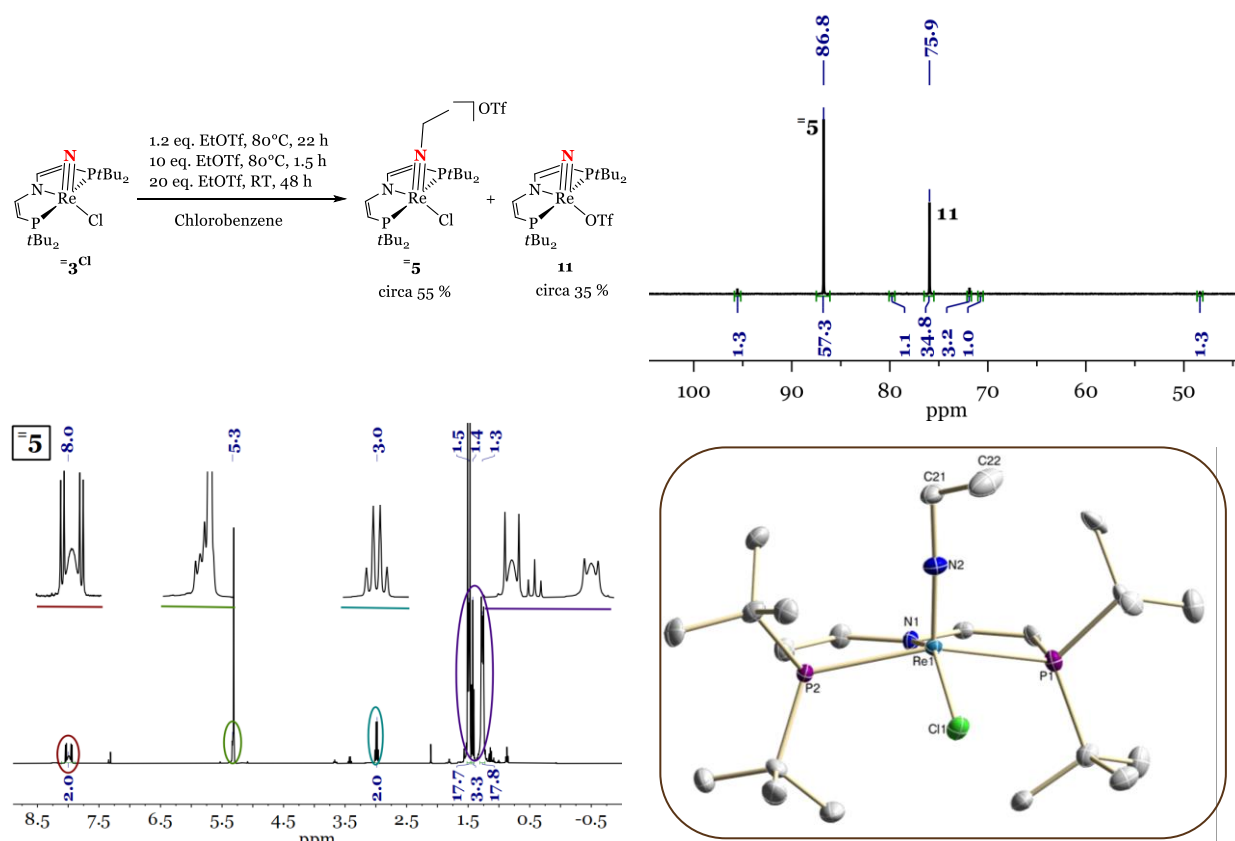 N
N
P
PtBu₂
tBu₂
Re
Cl
⁼3ᶜˡ
1.2 eq. EtOTf, 80°C, 22 h
10 eq. EtOTf, 80°C, 1.5 h
20 eq. EtOTf, RT, 48 h
Chlorobenzene
OTf
N
N
P
PtBu₂
tBu₂
Re
Cl
⁼5
circa 55 %
+
N
N
P
PtBu₂
tBu₂
Re
OTf
11
circa 35 %
86.8
75.9
⁼5
11
1.3
57.3
1.1
34.8
3.2
1.0
1.3
100 90 80 70 60 50
ppm
⁼5
8.0
5.3
3.0
1.5
1.4
1.3
2.0
2.0
17.7
3.3
17.8
8.5 7.5 6.5 5.5 3.5 2.5 1.5 0.5 -0.5
ppm
C22
C21
N2
N1
Re1
P2
P1
Cl1